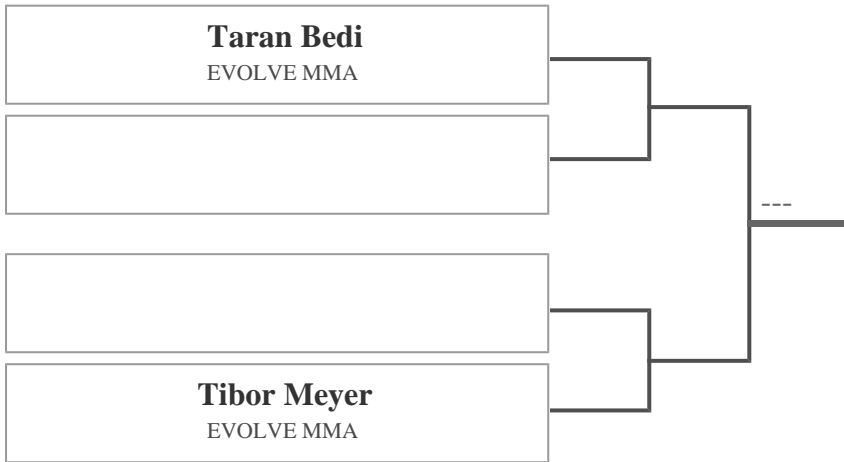 Taran Bedi
EVOLVE MMA
---
Tibor Meyer
EVOLVE MMA